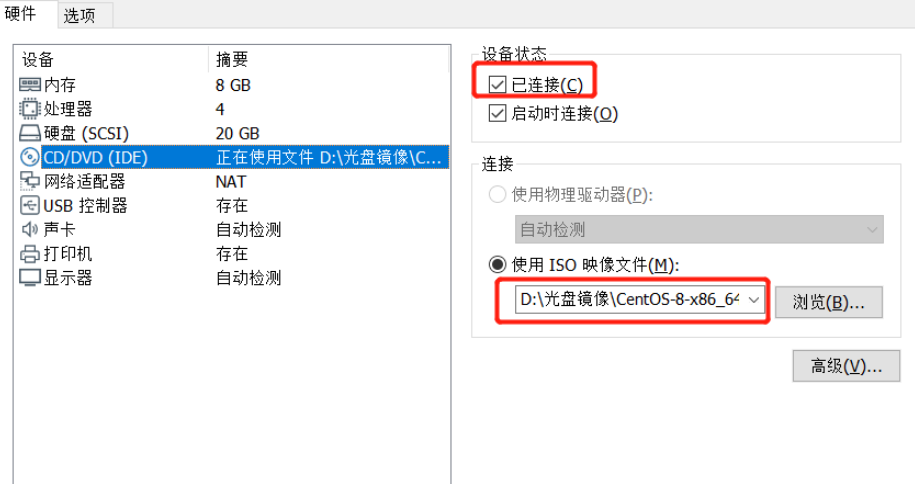 硬件 选项
设备 摘要
内存 8 GB
处理器 4
硬盘 (SCSI) 20 GB
CD/DVD (IDE) 正在使用文件 D:\光盘镜像\C...
网络适配器 NAT
USB 控制器 存在
声卡 自动检测
打印机 存在
显示器 自动检测
设备状态
已连接(C)
启动时连接(O)
连接
使用物理驱动器(P):
自动检测
使用 ISO 映像文件(M):
D:\光盘镜像\CentOS-8-x86_64 浏览(B)...
高级(V)...